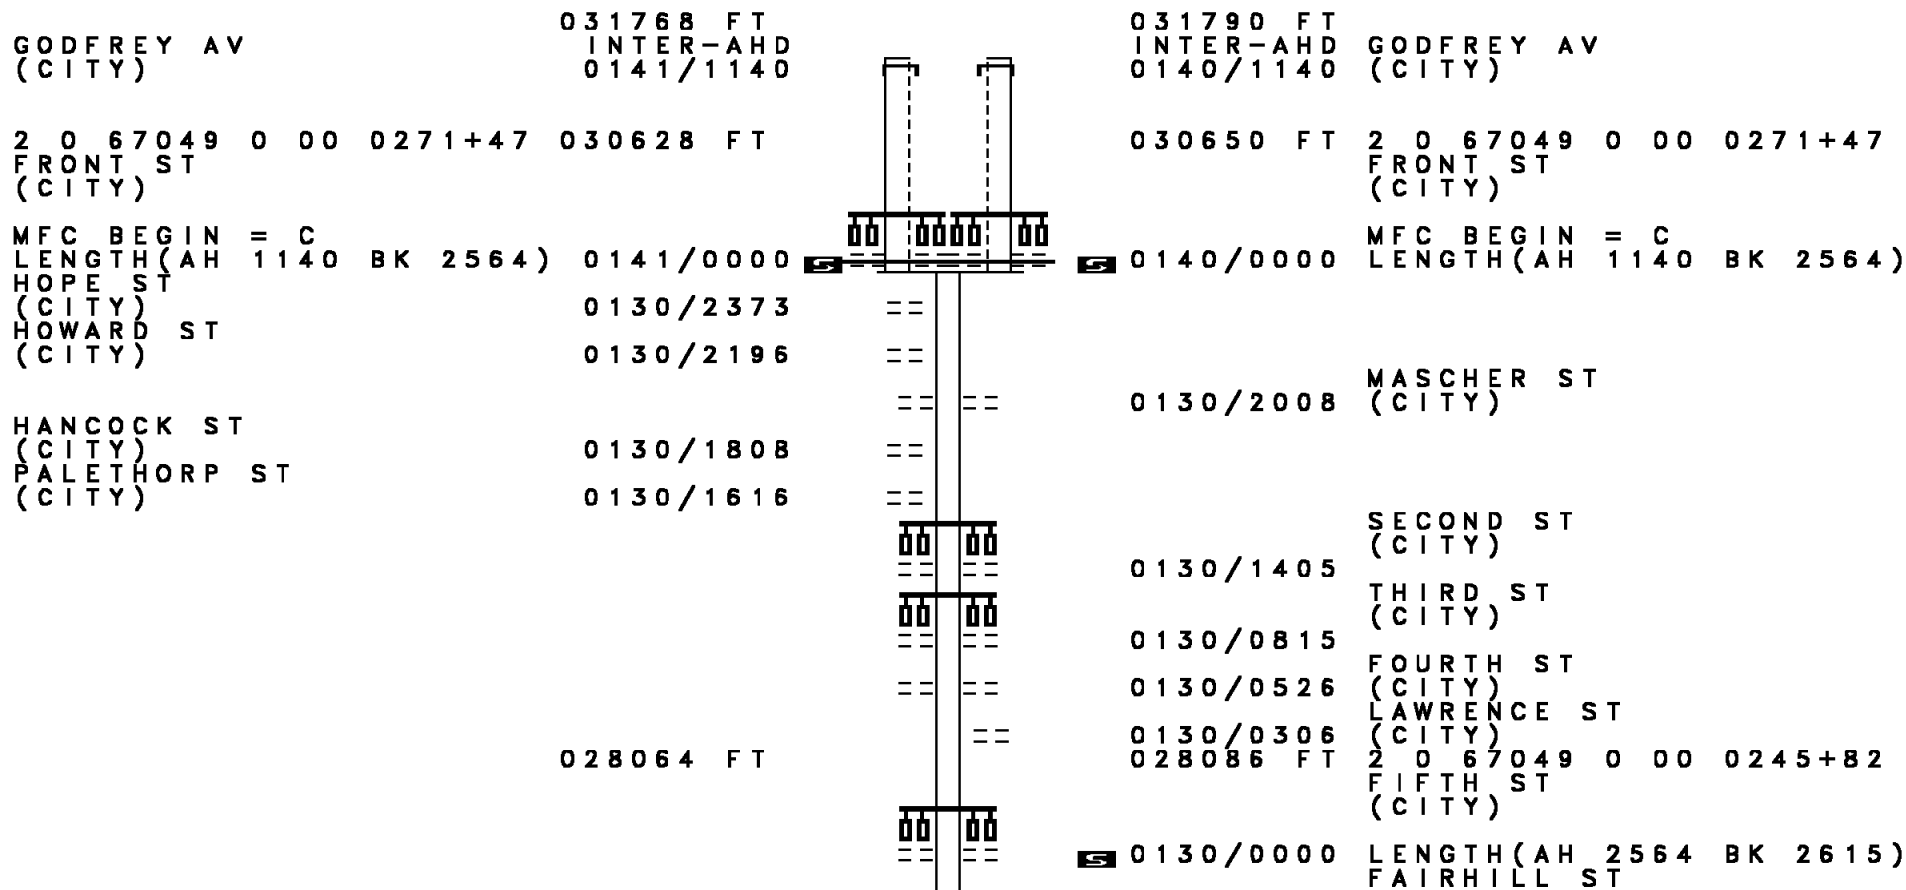 031768 FT 031790 FT
GODFREY AV INTER-AHD INTER-AHD GODFREY AV
(CITY) 0141/1140 0140/1140 (CITY)
2 0 67049 0 00 0271+47 030628 FT 030650 FT 2 0 67049 0 00 0271+47
FRONT ST FRONT ST
(CITY) (CITY)
MFC BEGIN = C MFC BEGIN = C
LENGTH(AH 1140 BK 2564) 0141/0000 S S 0140/0000 LENGTH(AH 1140 BK 2564)
HOPE ST
(CITY) 0130/2373
HOWARD ST
(CITY) 0130/2196
MASCHER ST
0130/2008 (CITY)
HANCOCK ST
(CITY) 0130/1808
PALETHORP ST
(CITY) 0130/1616
SECOND ST
(CITY)
0130/1405
THIRD ST
(CITY)
0130/0815
FOURTH ST
0130/0526 (CITY)
LAWRENCE ST
0130/0306 (CITY)
028064 FT 028086 FT 2 0 67049 0 00 0245+82
FIFTH ST
(CITY)
S 0130/0000 LENGTH(AH 2564 BK 2615)
FAIRHILL ST